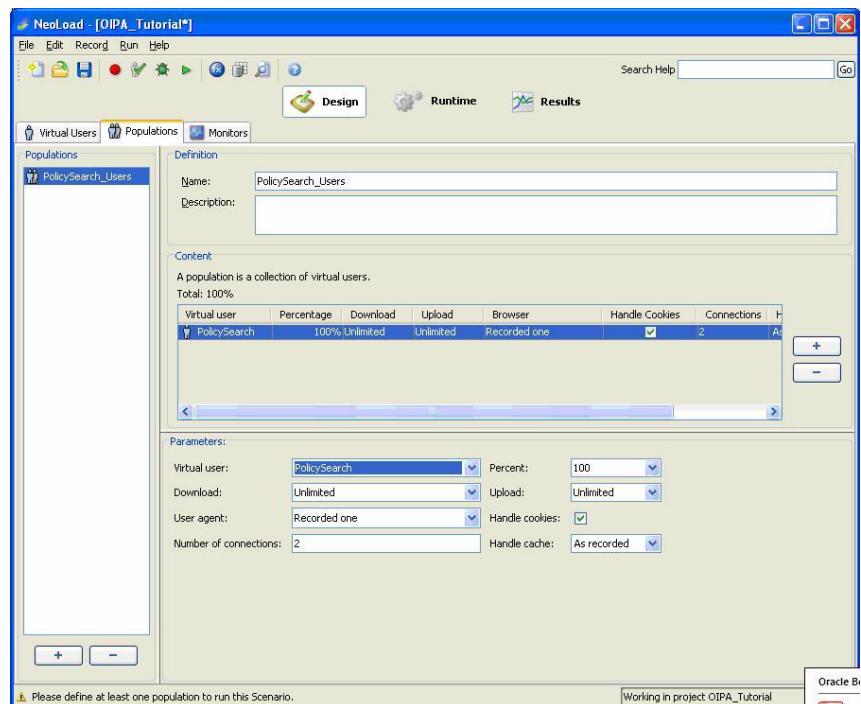 NeoLoad - [OIPA_Tutorial*]
File Edit Record Run Help
Search Help Go
Design Runtime Results
Virtual Users Populations Monitors
Populations
PolicySearch_Users
Definition
Name: PolicySearch_Users
Description:
Content
A population is a collection of virtual users.
Total: 100%
Virtual user Percentage Download Upload Browser Handle Cookies Connections H
PolicySearch 100% Unlimited Unlimited Recorded one 2 As
+
-
Parameters:
Virtual user: PolicySearch Percent: 100
Download: Unlimited Upload: Unlimited
User agent: Recorded one Handle cookies:
Number of connections: 2 Handle cache: As recorded
+ -
Please define at least one population to run this Scenario. Working in project OIPA_Tutorial
Oracle Be